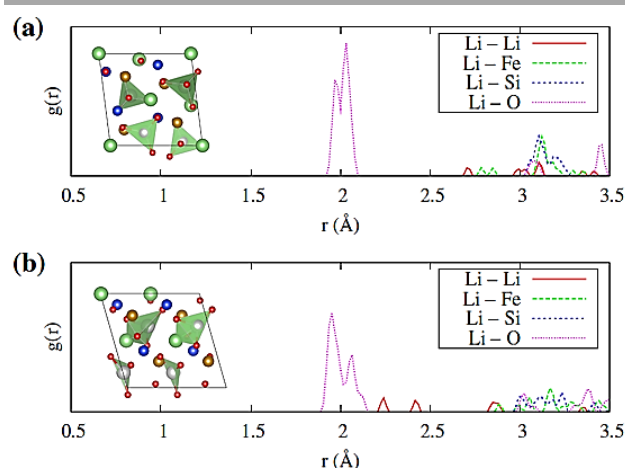 (a)
g(r)
Li – Li
Li – Fe
Li – Si
Li – O
0.5 1 1.5 2 2.5 3 3.5
r (Å)
(b)
g(r)
Li – Li
Li – Fe
Li – Si
Li – O
0.5 1 1.5 2 2.5 3 3.5
r (Å)